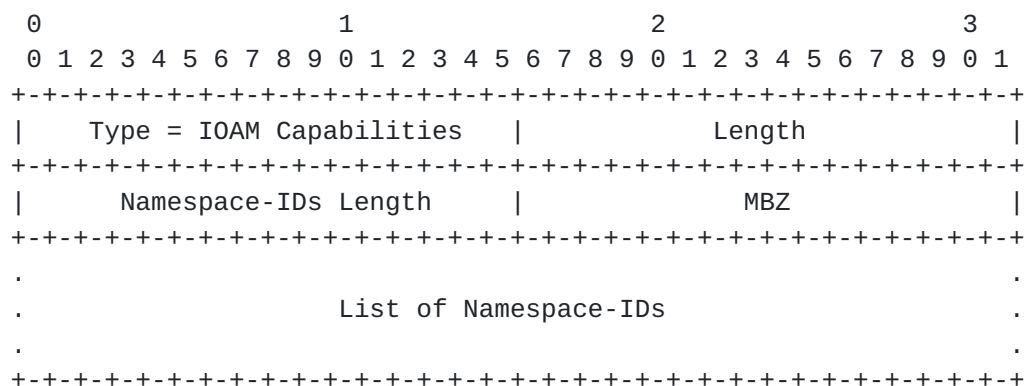 0                   1                   2                   3
 0 1 2 3 4 5 6 7 8 9 0 1 2 3 4 5 6 7 8 9 0 1 2 3 4 5 6 7 8 9 0 1
+-+-+-+-+-+-+-+-+-+-+-+-+-+-+-+-+-+-+-+-+-+-+-+-+-+-+-+-+-+-+-+-+
|    Type = IOAM Capabilities   |            Length             |
+-+-+-+-+-+-+-+-+-+-+-+-+-+-+-+-+-+-+-+-+-+-+-+-+-+-+-+-+-+-+-+-+
|      Namespace-IDs Length     |              MBZ              |
+-+-+-+-+-+-+-+-+-+-+-+-+-+-+-+-+-+-+-+-+-+-+-+-+-+-+-+-+-+-+-+-+
.                                                               .
.                    List of Namespace-IDs                      .
.                                                               .
+-+-+-+-+-+-+-+-+-+-+-+-+-+-+-+-+-+-+-+-+-+-+-+-+-+-+-+-+-+-+-+-+